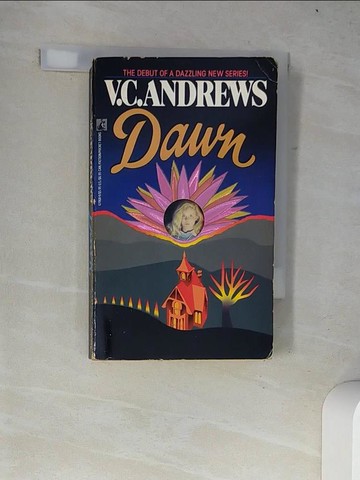 THE DEBUT OF A DAZZLING NEW SERIES!
V.C.ANDREWS
Dawn